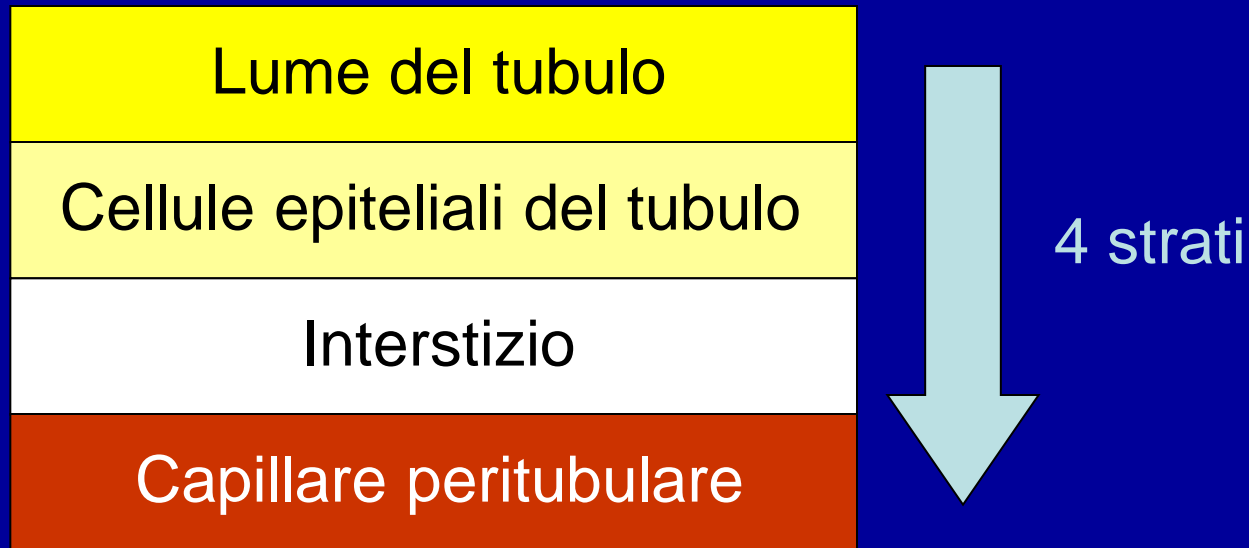 Lume del tubulo
Cellule epiteliali del tubulo
Interstizio
Capillare peritubulare
4 strati